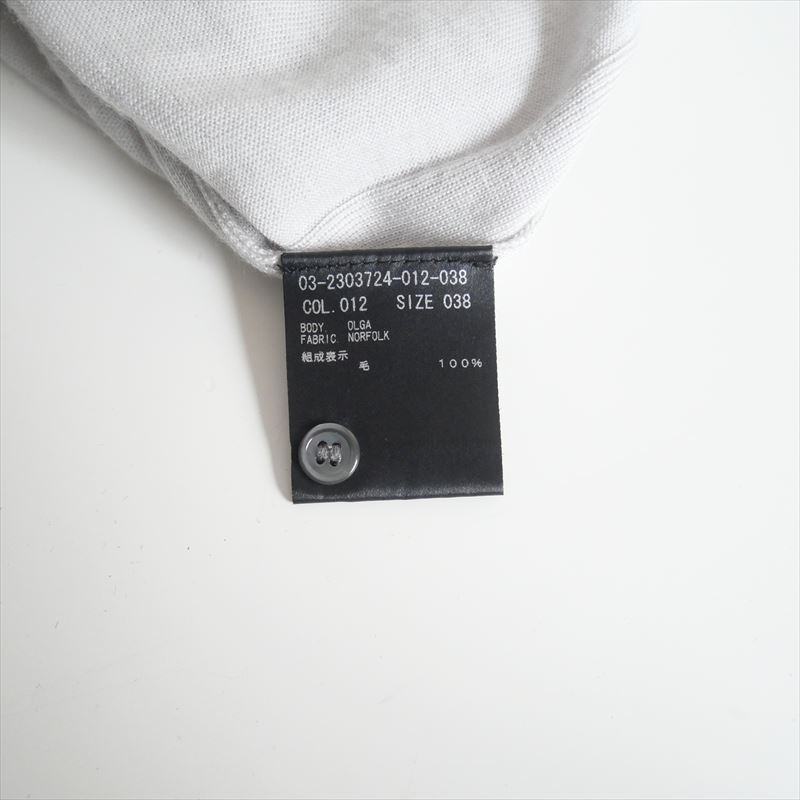 03-2303724-012-038
COL. 012 SIZE 038
BODY. OLGA
FABRIC. NORFOLK
組成表示
毛 100%